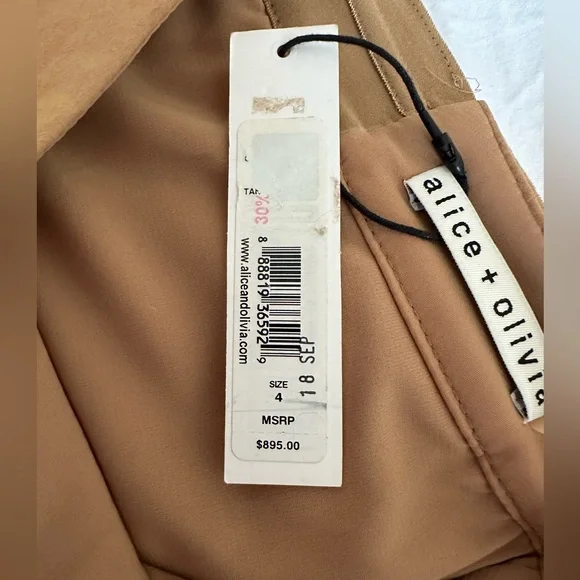 TAN
30%
www.aliceandolivia.com
8 88819 36592 9
18 SEP
SIZE
4
MSRP
$895.00
alice + olivia